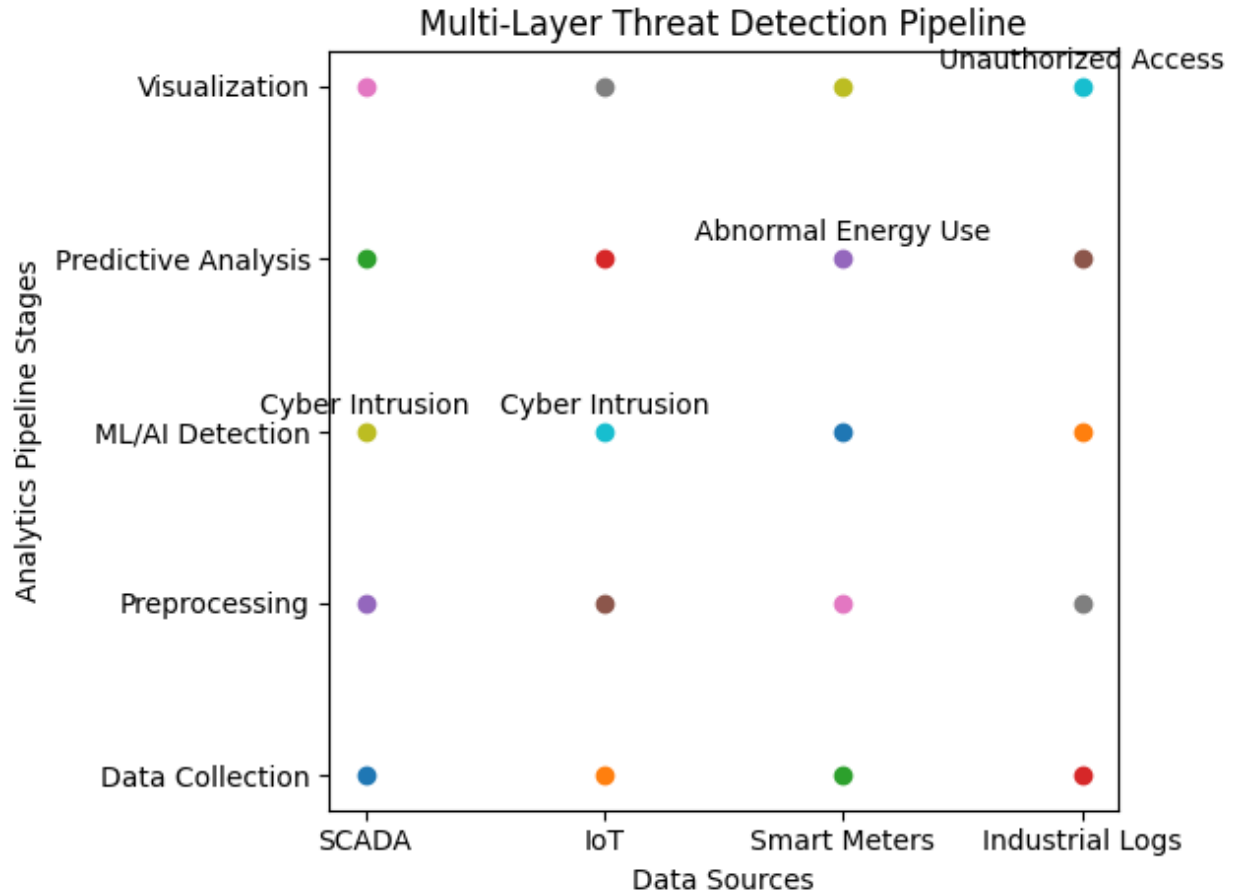 Multi-Layer Threat Detection Pipeline
Unauthorized Access
Visualization
Abnormal Energy Use
Predictive Analysis
Cyber Intrusion
Cyber Intrusion
ML/AI Detection
Preprocessing
Data Collection
Analytics Pipeline Stages
SCADA
IoT
Smart Meters
Industrial Logs
Data Sources